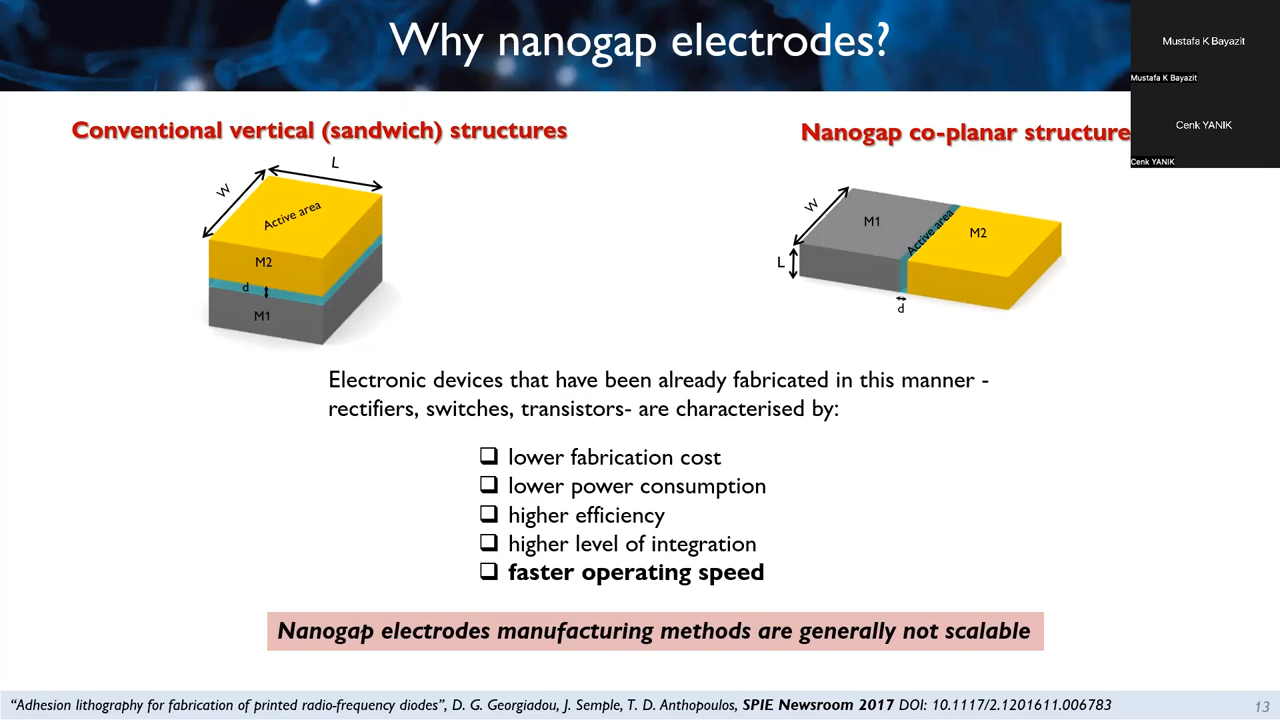 Why nanogap electrodes?
Mustafa K Bayazit
Mustafa K Bayazit
Cenk YANIK
Cenk YANIK
Conventional vertical (sandwich) structures
Nanogap co-planar structure
L
W
Active area
M2
d
M1
W
M1
Active area
M2
L
d
Electronic devices that have been already fabricated in this manner -
rectifiers, switches, transistors- are characterised by:
❑ lower fabrication cost
❑ lower power consumption
❑ higher efficiency
❑ higher level of integration
❑ faster operating speed
Nanogap electrodes manufacturing methods are generally not scalable
“Adhesion lithography for fabrication of printed radio-frequency diodes”, D. G. Georgiadou, J. Semple, T. D. Anthopoulos, SPIE Newsroom 2017 DOI: 10.1117/2.1201611.006783
13